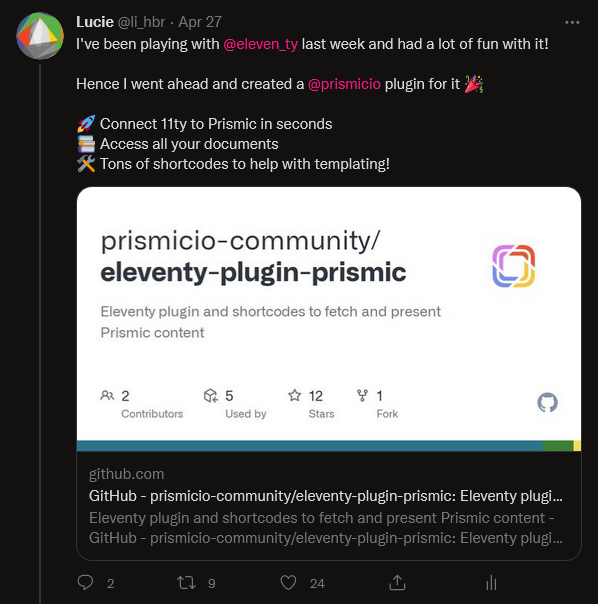 Lucie @li_hbr · Apr 27
I've been playing with @eleven_ty last week and had a lot of fun with it!
Hence I went ahead and created a @prismicio plugin for it 🎉
🚀 Connect 11ty to Prismic in seconds
📚 Access all your documents
🛠 Tons of shortcodes to help with templating!
prismicio-community/
eleventy-plugin-prismic
Eleventy plugin and shortcodes to fetch and present
Prismic content
2 5 12 1
Contributors Used by Stars Fork
github.com
GitHub - prismicio-community/eleventy-plugin-prismic: Eleventy plugi...
Eleventy plugin and shortcodes to fetch and present Prismic content -
GitHub - prismicio-community/eleventy-plugin-prismic: Eleventy plugi...
2 9 24